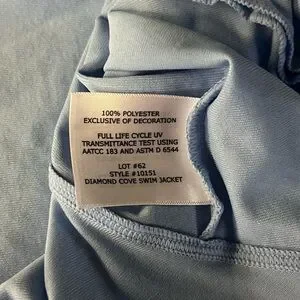 100% POLYESTER
EXCLUSIVE OF DECORATION
FULL LIFE CYCLE UV
TRANSMITTANCE TEST USING
AATCC 183 AND ASTM D 6544
LOT #62
STYLE #10151
DIAMOND COVE SWIM JACKET